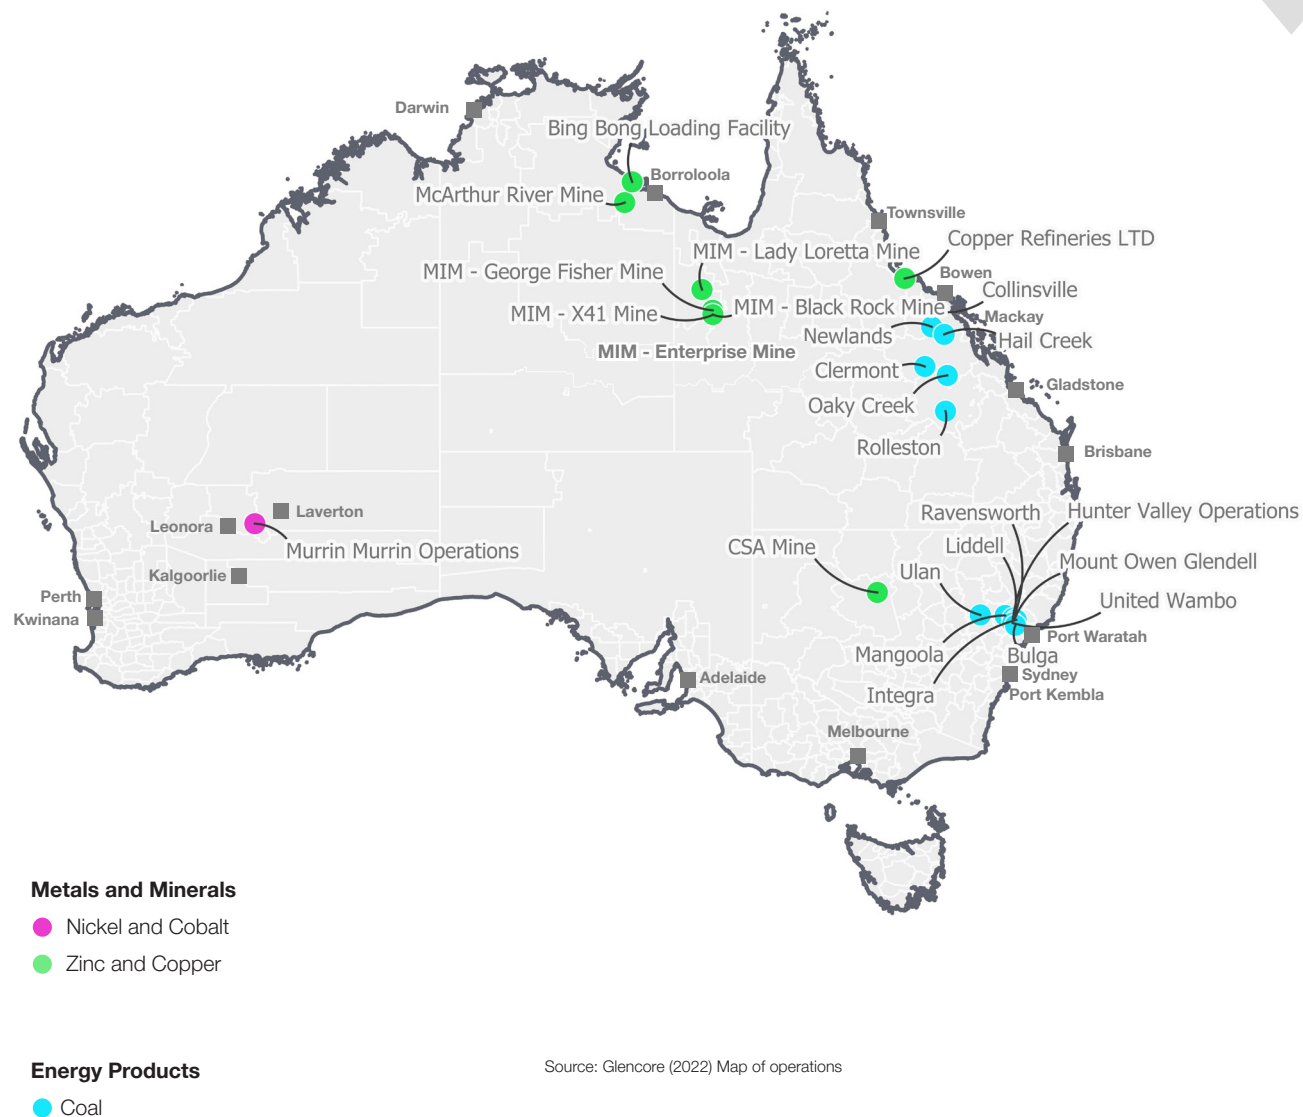 Darwin
Bing Bong Loading Facility
Borroloola
McArthur River Mine
Townsville
Copper Refineries LTD
MIM - Lady Loretta Mine
MIM - George Fisher Mine
Bowen
Collinsville
MIM - X41 Mine
MIM - Black Rock Mine
Mackay
Newlands
Hail Creek
MIM - Enterprise Mine
Clermont
Gladstone
Oaky Creek
Rolleston
Brisbane
Laverton
Leonora
Murrin Murrin Operations
Ravensworth
Hunter Valley Operations
CSA Mine
Liddell
Mount Owen Glendell
Ulan
Kalgoorlie
Perth
Kwinana
United Wambo
Port Waratah
Mangoola
Bulga
Adelaide
Sydney
Integra
Port Kembla
Melbourne
Metals and Minerals
Nickel and Cobalt
Zinc and Copper
Energy Products
Coal
Source: Glencore (2022) Map of operations